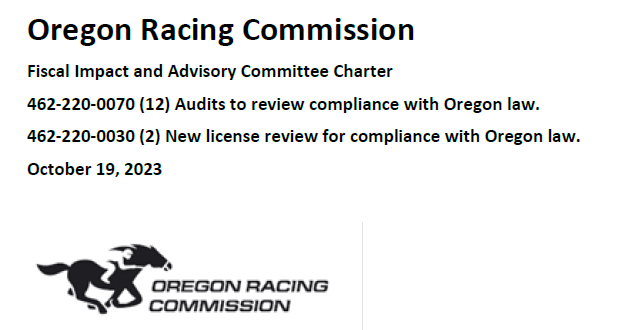 Oregon Racing Commission
Fiscal Impact and Advisory Committee Charter
462-220-0070 (12) Audits to review compliance with Oregon law.
462-220-0030 (2) New license review for compliance with Oregon law.
October 19, 2023
OREGON RACING
COMMISSION